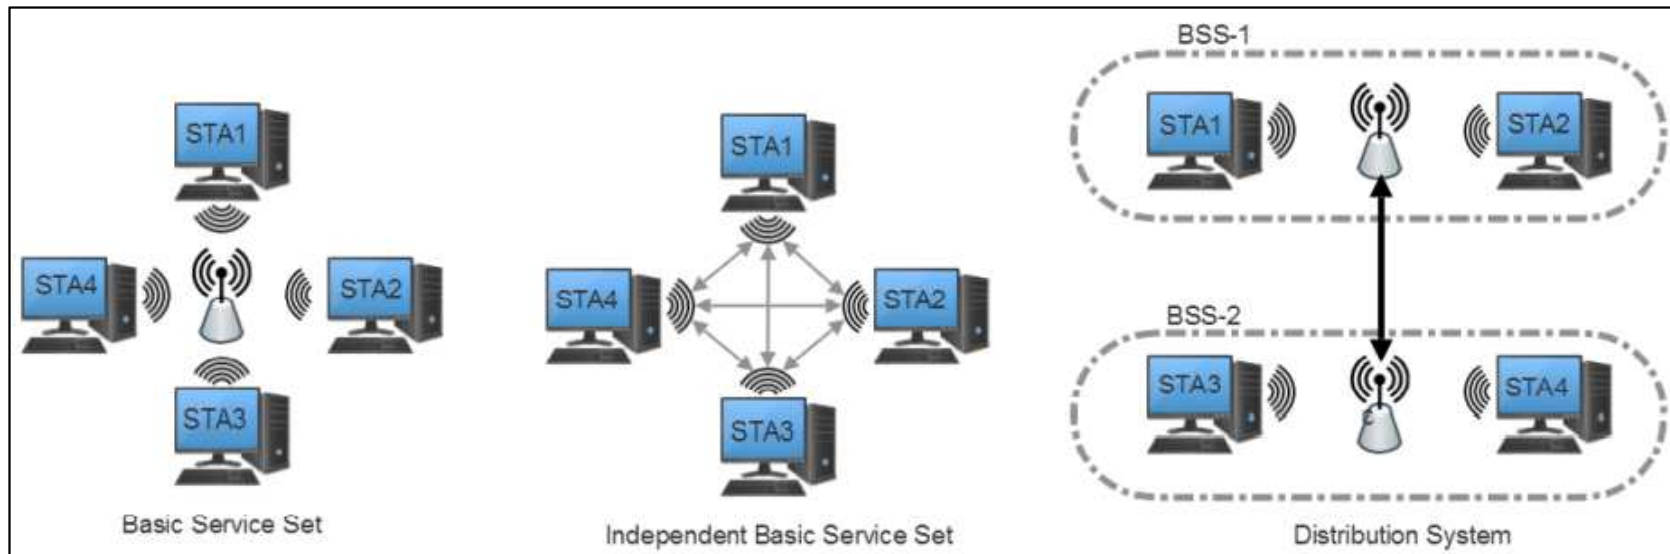 STA1
STA4
STA2
STA3
Basic Service Set
STA1
STA4
STA2
STA3
Independent Basic Service Set
BSS-1
STA1
STA2
BSS-2
STA3
STA4
Distribution System